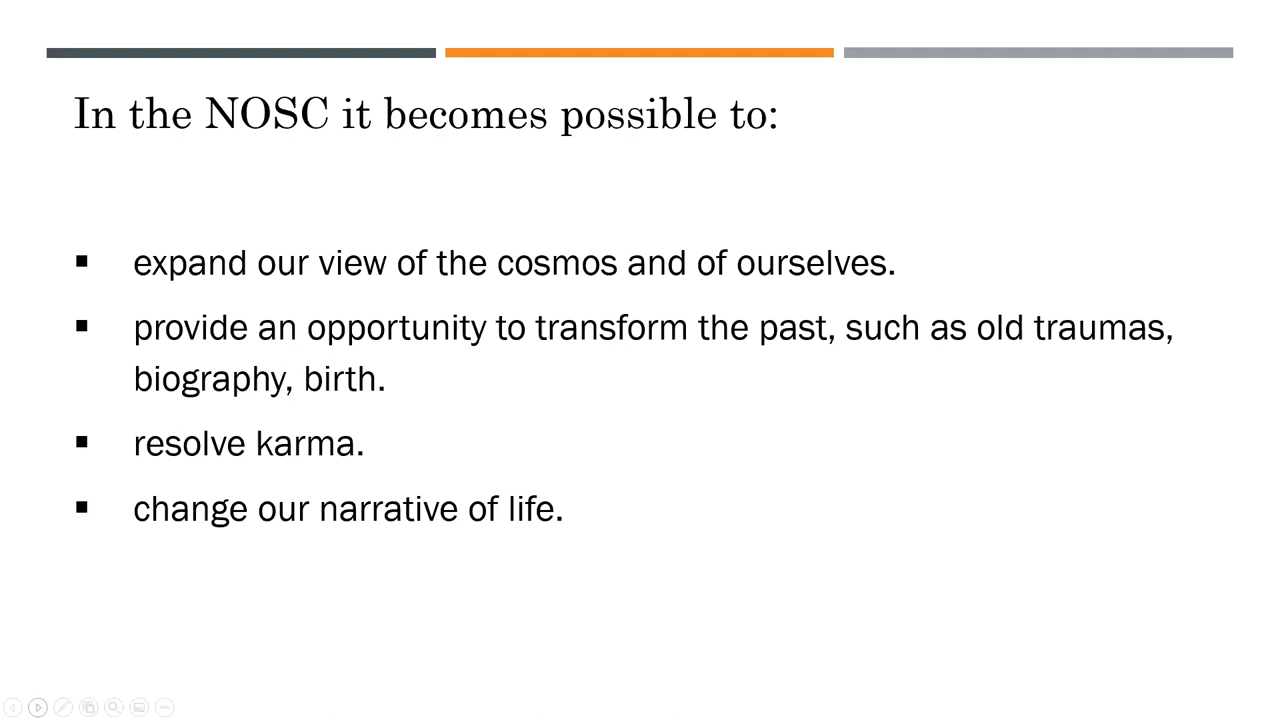 In the NOSC it becomes possible to:
▪ expand our view of the cosmos and of ourselves.
▪ provide an opportunity to transform the past, such as old traumas,
biography, birth.
▪ resolve karma.
▪ change our narrative of life.